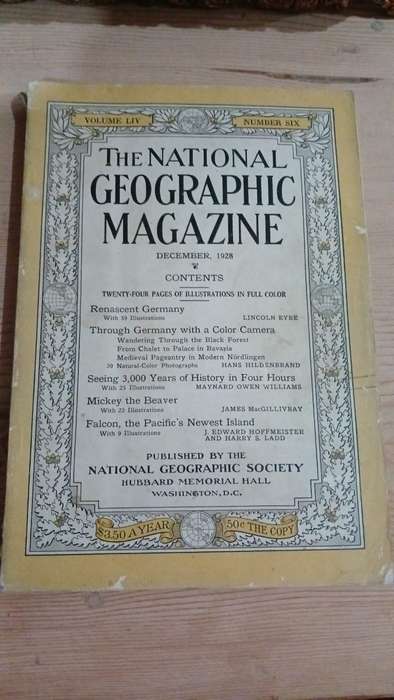 VOLUME LIV NUMBER SIX
THE NATIONAL
GEOGRAPHIC
MAGAZINE
DECEMBER, 1928
CONTENTS
TWENTY-FOUR PAGES OF ILLUSTRATIONS IN FULL COLOR
Renascent Germany
With 59 Illustrations LINCOLN EYRE
Through Germany with a Color Camera
Wandering Through the Black Forest
From Chalet to Palace in Bavaria
Medieval Pageantry in Modern Nördlingen
39 Natural-Color Photographs HANS HILDENBRAND
Seeing 3,000 Years of History in Four Hours
With 25 Illustrations MAYNARD OWEN WILLIAMS
Mickey the Beaver
With 22 Illustrations JAMES MacGILLIVRAY
Falcon, the Pacific's Newest Island
With 9 Illustrations J. EDWARD HOFFMEISTER
AND HARRY S. LADD
PUBLISHED BY THE
NATIONAL GEOGRAPHIC SOCIETY
HUBBARD MEMORIAL HALL
WASHINGTON, D.C.
$3.50 A YEAR 50¢ THE COPY